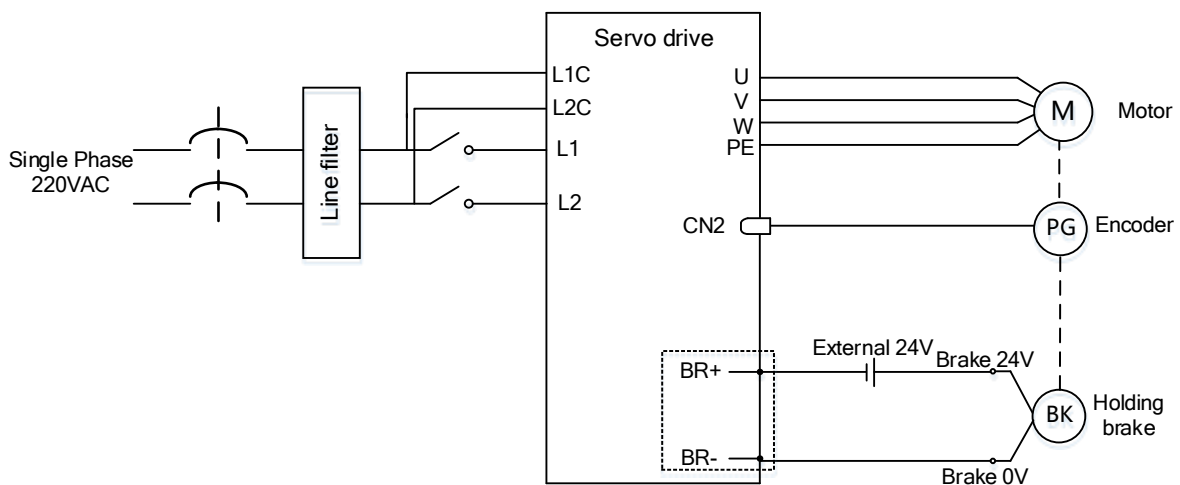 Servo drive
L1C
L2C
L1
L2
U
V
W
PE
M
Motor
Single Phase
220VAC
Line filter
CN2
PG
Encoder
External 24V
Brake 24V
BR+
BK
Holding
brake
BR-
Brake 0V